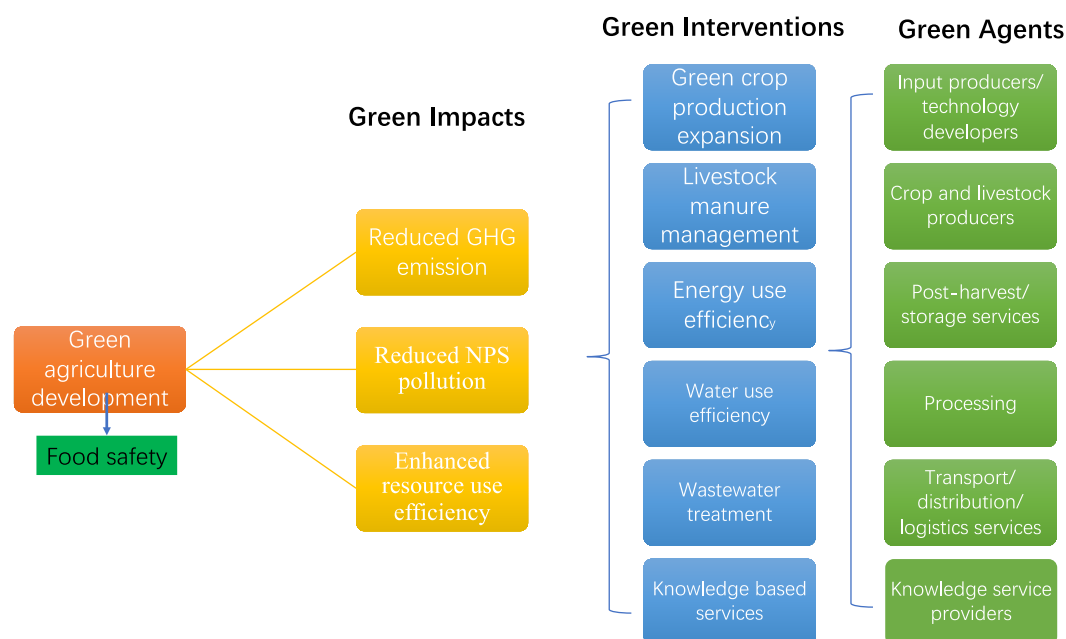 Green Interventions
Green Agents
Green Impacts
Green
agriculture
development
Food safety
Reduced GHG
emission
Reduced NPS
pollution
Enhanced
resource use
efficiency
Green crop
production
expansion
Livestock
manure
management
Energy use
efficiency
Water use
efficiency
Wastewater
treatment
Knowledge based
services
Input producers/
technology
developers
Crop and livestock
producers
Post-harvest/
storage services
Processing
Transport/
distribution/
logistics services
Knowledge service
providers